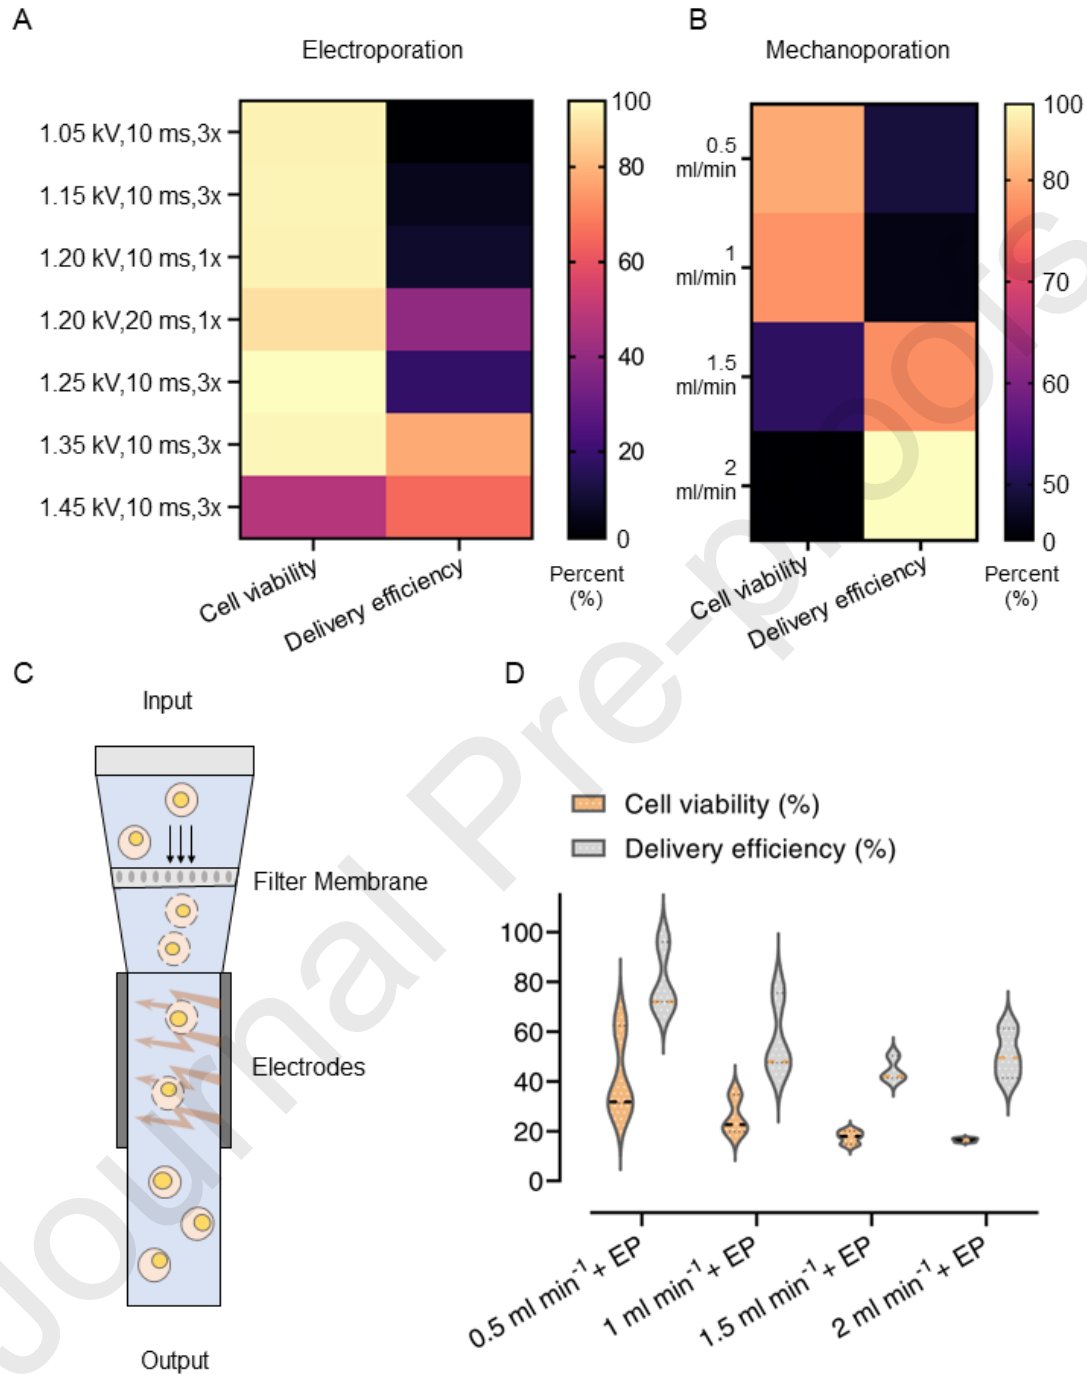 A
Electroporation
1.05 kV,10 ms,3x
1.15 kV,10 ms,3x
1.20 kV,10 ms,1x
1.20 kV,20 ms,1x
1.25 kV,10 ms,3x
1.35 kV,10 ms,3x
1.45 kV,10 ms,3x
Cell viability
Delivery efficiency
100
80
60
40
20
0
Percent
(%)
B
Mechanoporation
0.5
ml/min
1
ml/min
1.5
ml/min
2
ml/min
Cell viability
Delivery efficiency
100
80
70
60
50
0
Percent
(%)
C
Input
Filter Membrane
Electrodes
Output
D
Cell viability (%)
Delivery efficiency (%)
100
80
60
40
20
0
0.5 ml min⁻¹+ EP
1 ml min⁻¹+ EP
1.5 ml min⁻¹+ EP
2 ml min⁻¹+ EP
Journal Pre-proofs